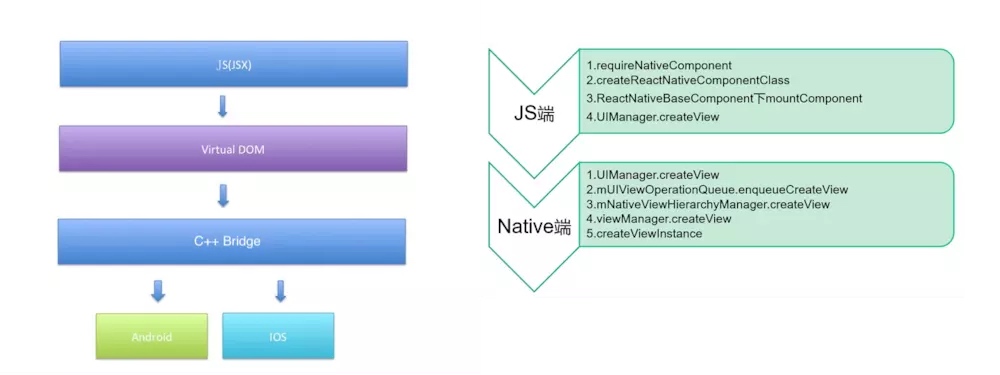 JS(JSX)
Virtual DOM
C++ Bridge
Android
IOS
JS端
1.requireNativeComponent
2.createReactNativeComponentClass
3.ReactNativeBaseComponent下mountComponent
4.UIManager.createView
Native端
1.UIManager.createView
2.mUIViewOperationQueue.enqueueCreateView
3.mNativeViewHierarchyManager.createView
4.viewManager.createView
5.createViewInstance